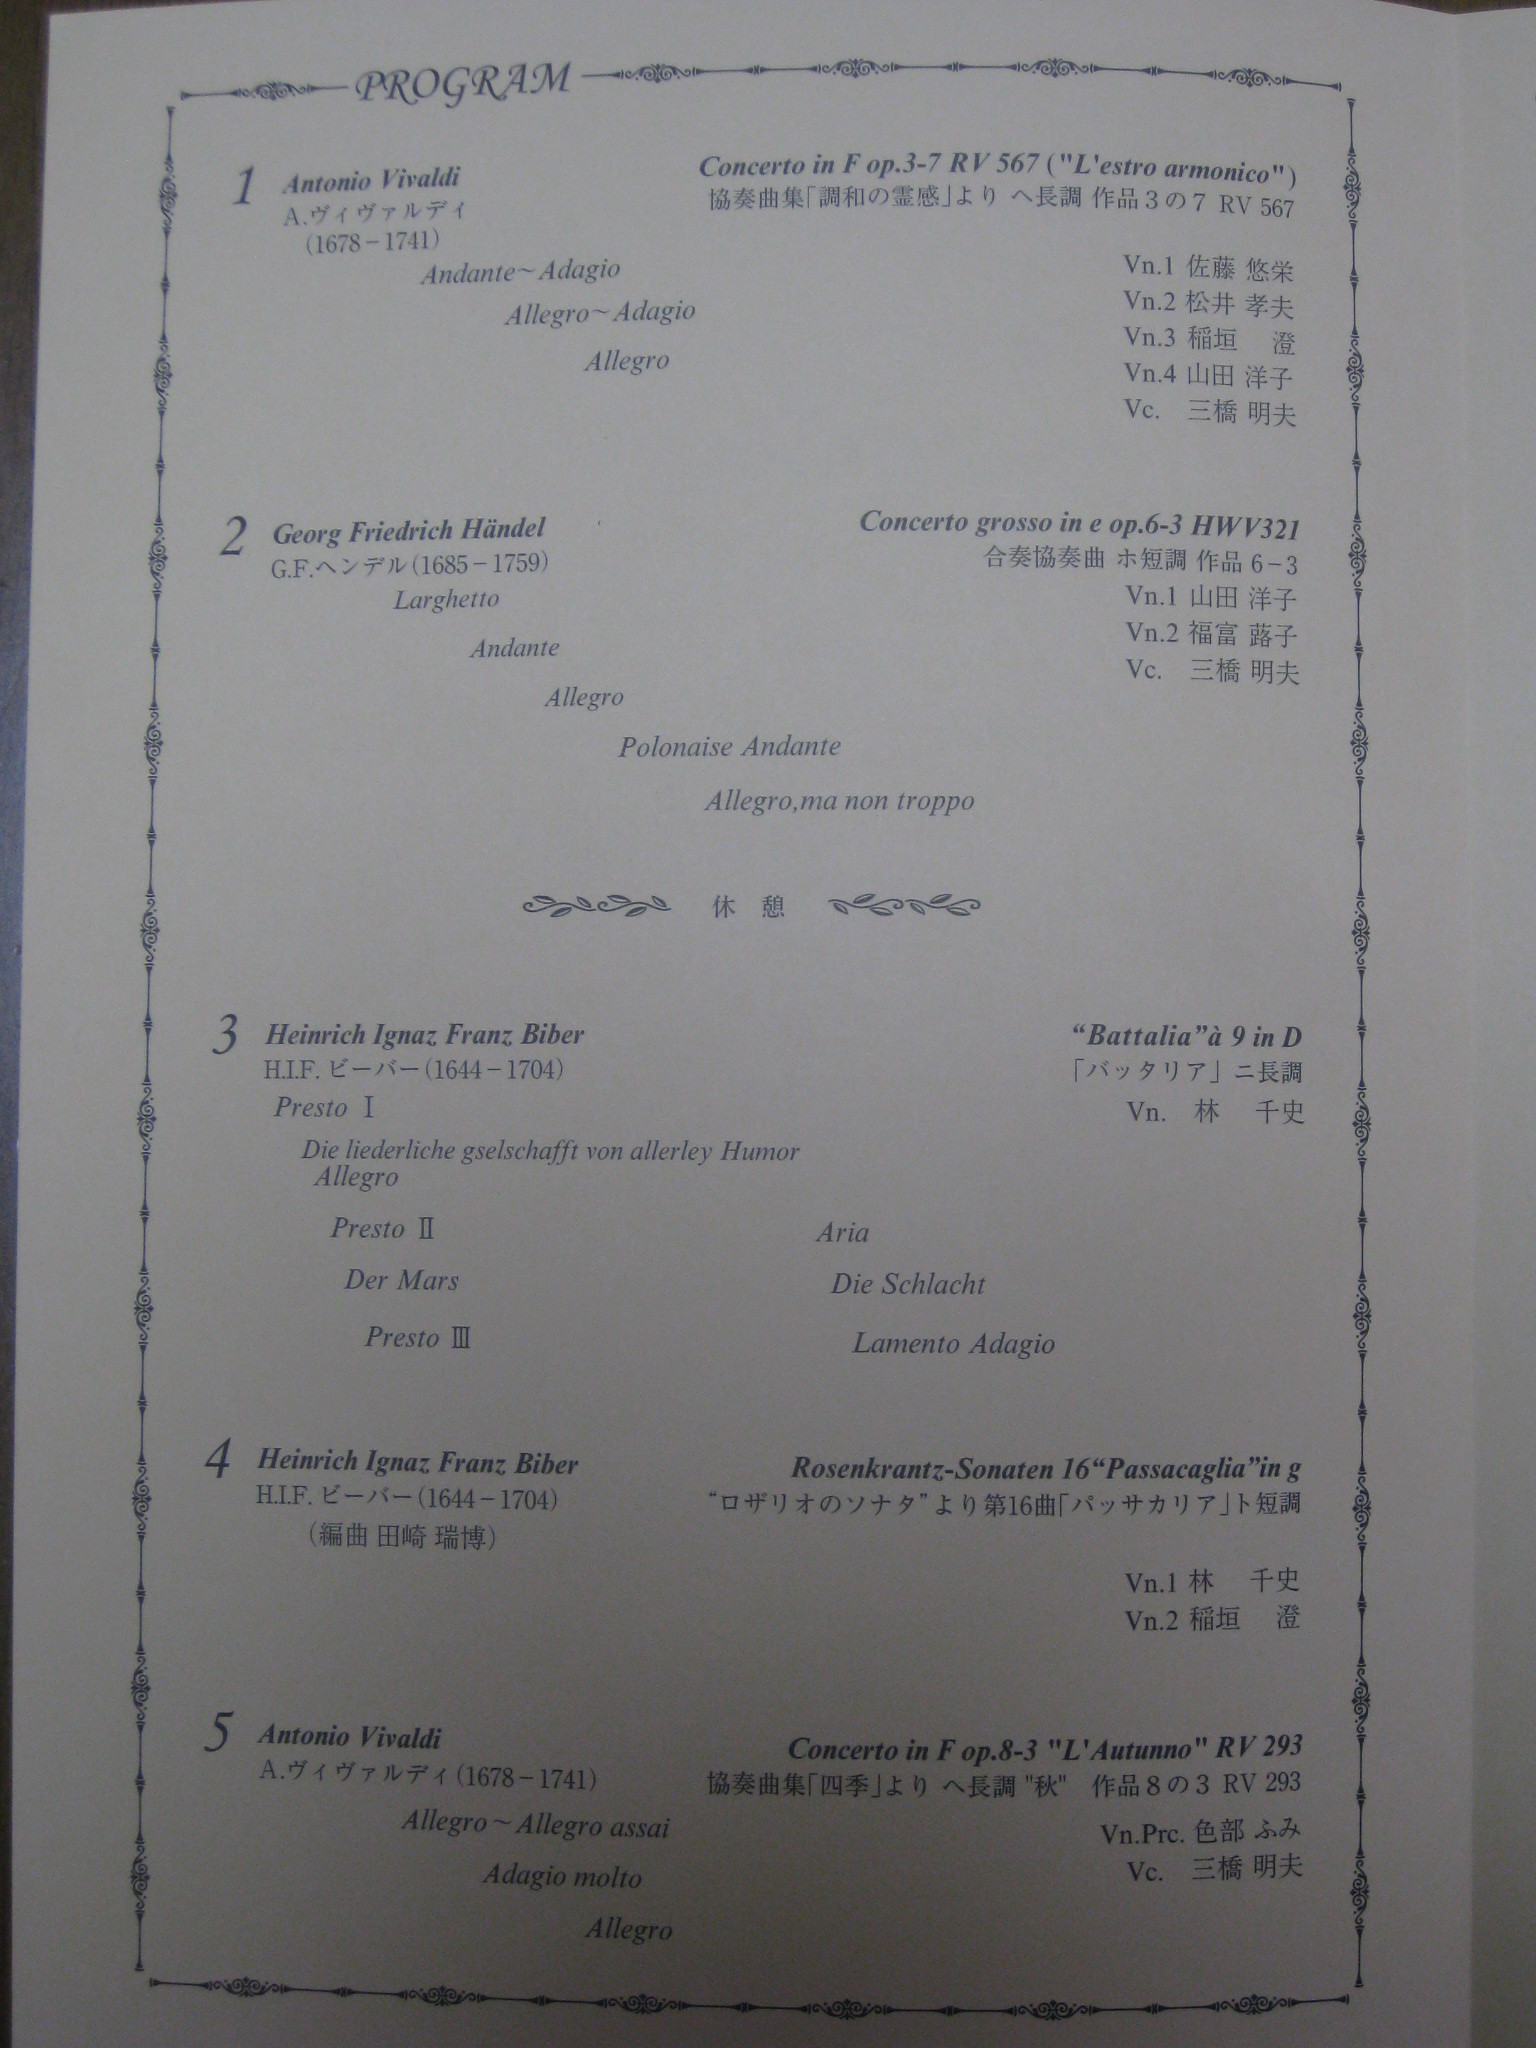 PROGRAM
1 Antonio Vivaldi Concerto in F op.3-7 RV 567 ("L'estro armonico")
A.ヴィヴァルディ 協奏曲集「調和の霊感」より ヘ長調 作品3の7 RV 567
(1678−1741)
Andante~Adagio Vn.1 佐藤 悠栄
Allegro~Adagio Vn.2 松井 孝夫
Allegro Vn.3 稲垣 澄
Vn.4 山田 洋子
Vc. 三橋 明夫
2 Georg Friedrich Händel Concerto grosso in e op.6-3 HWV321
G.F.ヘンデル(1685−1759) 合奏協奏曲 ホ短調 作品 6−3
Larghetto Vn.1 山田 洋子
Andante Vn.2 福富 蕗子
Allegro Vc. 三橋 明夫
Polonaise Andante
Allegro,ma non troppo
休 憩
3 Heinrich Ignaz Franz Biber “Battalia”à 9 in D
H.I.F. ビーバー(1644−1704) 「バッタリア」ニ長調
Presto Ⅰ Vn. 林 千史
Die liederliche gselschafft von allerley Humor
Allegro
Presto Ⅱ Aria
Der Mars Die Schlacht
Presto Ⅲ Lamento Adagio
4 Heinrich Ignaz Franz Biber Rosenkrantz-Sonaten 16“Passacaglia”in g
H.I.F. ビーバー(1644−1704) “ロザリオのソナタ”より第16曲「パッサカリア」ト短調
(編曲 田崎 瑞博)
Vn.1 林 千史
Vn.2 稲垣 澄
5 Antonio Vivaldi Concerto in F op.8-3 "L'Autunno" RV 293
A.ヴィヴァルディ(1678−1741) 協奏曲集「四季」より ヘ長調 "秋" 作品8の3 RV 293
Allegro~Allegro assai Vn.Prc. 色部 ふみ
Adagio molto Vc. 三橋 明夫
Allegro